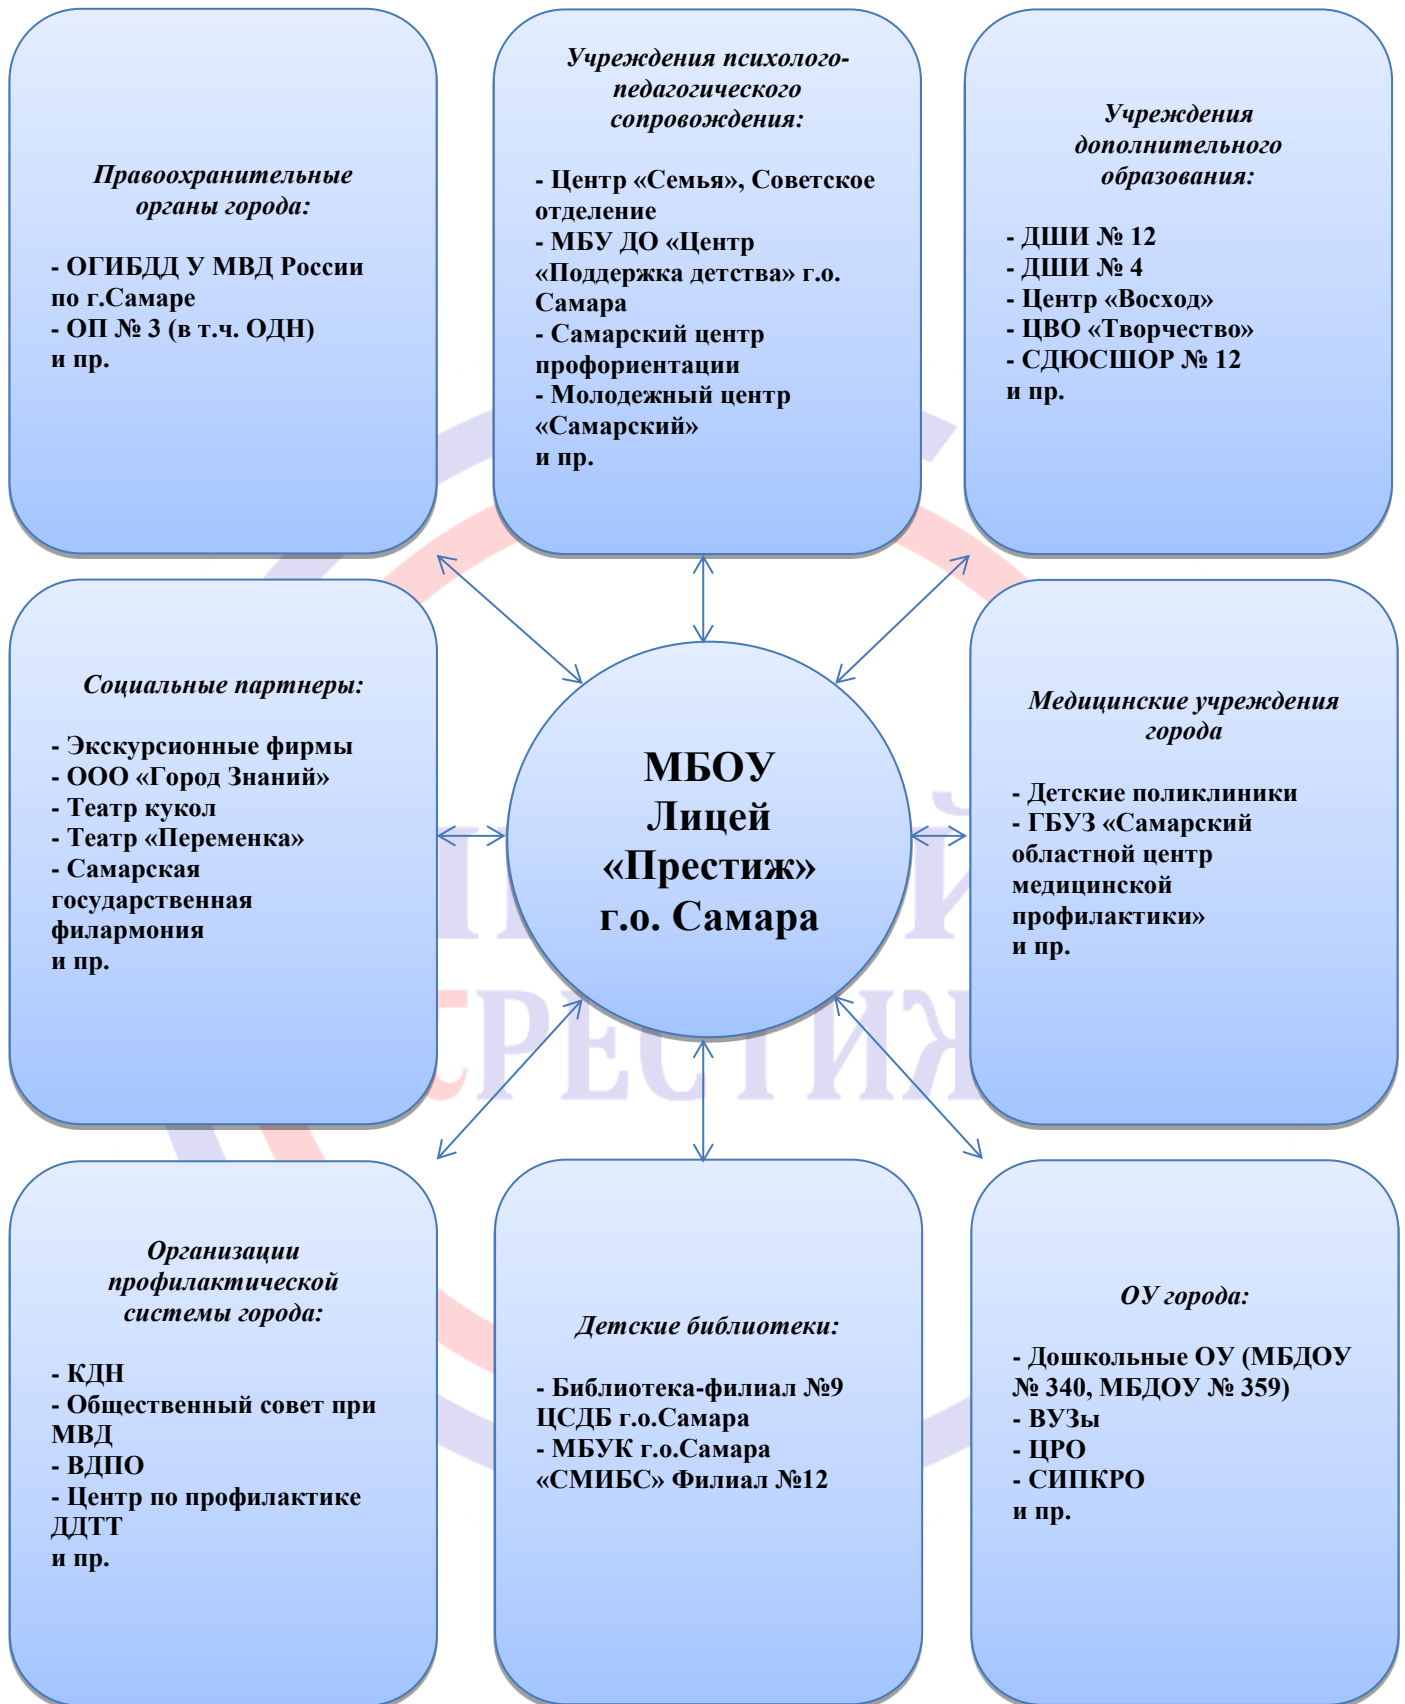 Правоохранительные
органы города:
- ОГИБДД У МВД России
по г.Самаре
- ОП № 3 (в т.ч. ОДН)
и пр.
Учреждения психолого-
педагогического
сопровождения:
- Центр «Семья», Советское
отделение
- МБУ ДО «Центр
«Поддержка детства» г.о.
Самара
- Самарский центр
профориентации
- Молодежный центр
«Самарский»
и пр.
Учреждения
дополнительного
образования:
- ДШИ № 12
- ДШИ № 4
- Центр «Восход»
- ЦВО «Творчество»
- СДЮСШОР № 12
и пр.
Социальные партнеры:
- Экскурсионные фирмы
- ООО «Город Знаний»
- Театр кукол
- Театр «Переменка»
- Самарская
государственная
филармония
и пр.
МБОУ
Лицей
«Престиж»
г.о. Самара
Медицинские учреждения
города
- Детские поликлиники
- ГБУЗ «Самарский
областной центр
медицинской
профилактики»
и пр.
Организации
профилактической
системы города:
- КДН
- Общественный совет при
МВД
- ВДПО
- Центр по профилактике
ДДТТ
и пр.
Детские библиотеки:
- Библиотека-филиал №9
ЦСДБ г.о.Самара
- МБУК г.о.Самара
«СМИБС» Филиал №12
ОУ города:
- Дошкольные ОУ (МБДОУ
№ 340, МБДОУ № 359)
- ВУЗы
- ЦРО
- СИПКРО
и пр.